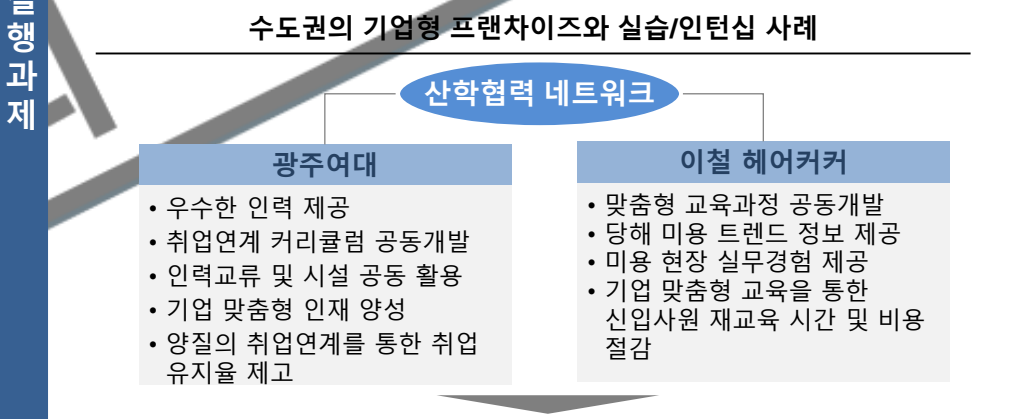 행
과
제
수도권의 기업형 프랜차이즈와 실습/인턴십 사례
산학협력 네트워크
광주여대
• 우수한 인력 제공
• 취업연계 커리큘럼 공동개발
• 인력교류 및 시설 공동 활용
• 기업 맞춤형 인재 양성
• 양질의 취업연계를 통한 취업
유지율 제고
이철 헤어커커
• 맞춤형 교육과정 공동개발
• 당해 미용 트렌드 정보 제공
• 미용 현장 실무경험 제공
• 기업 맞춤형 교육을 통한
신입사원 재교육 시간 및 비용
절감